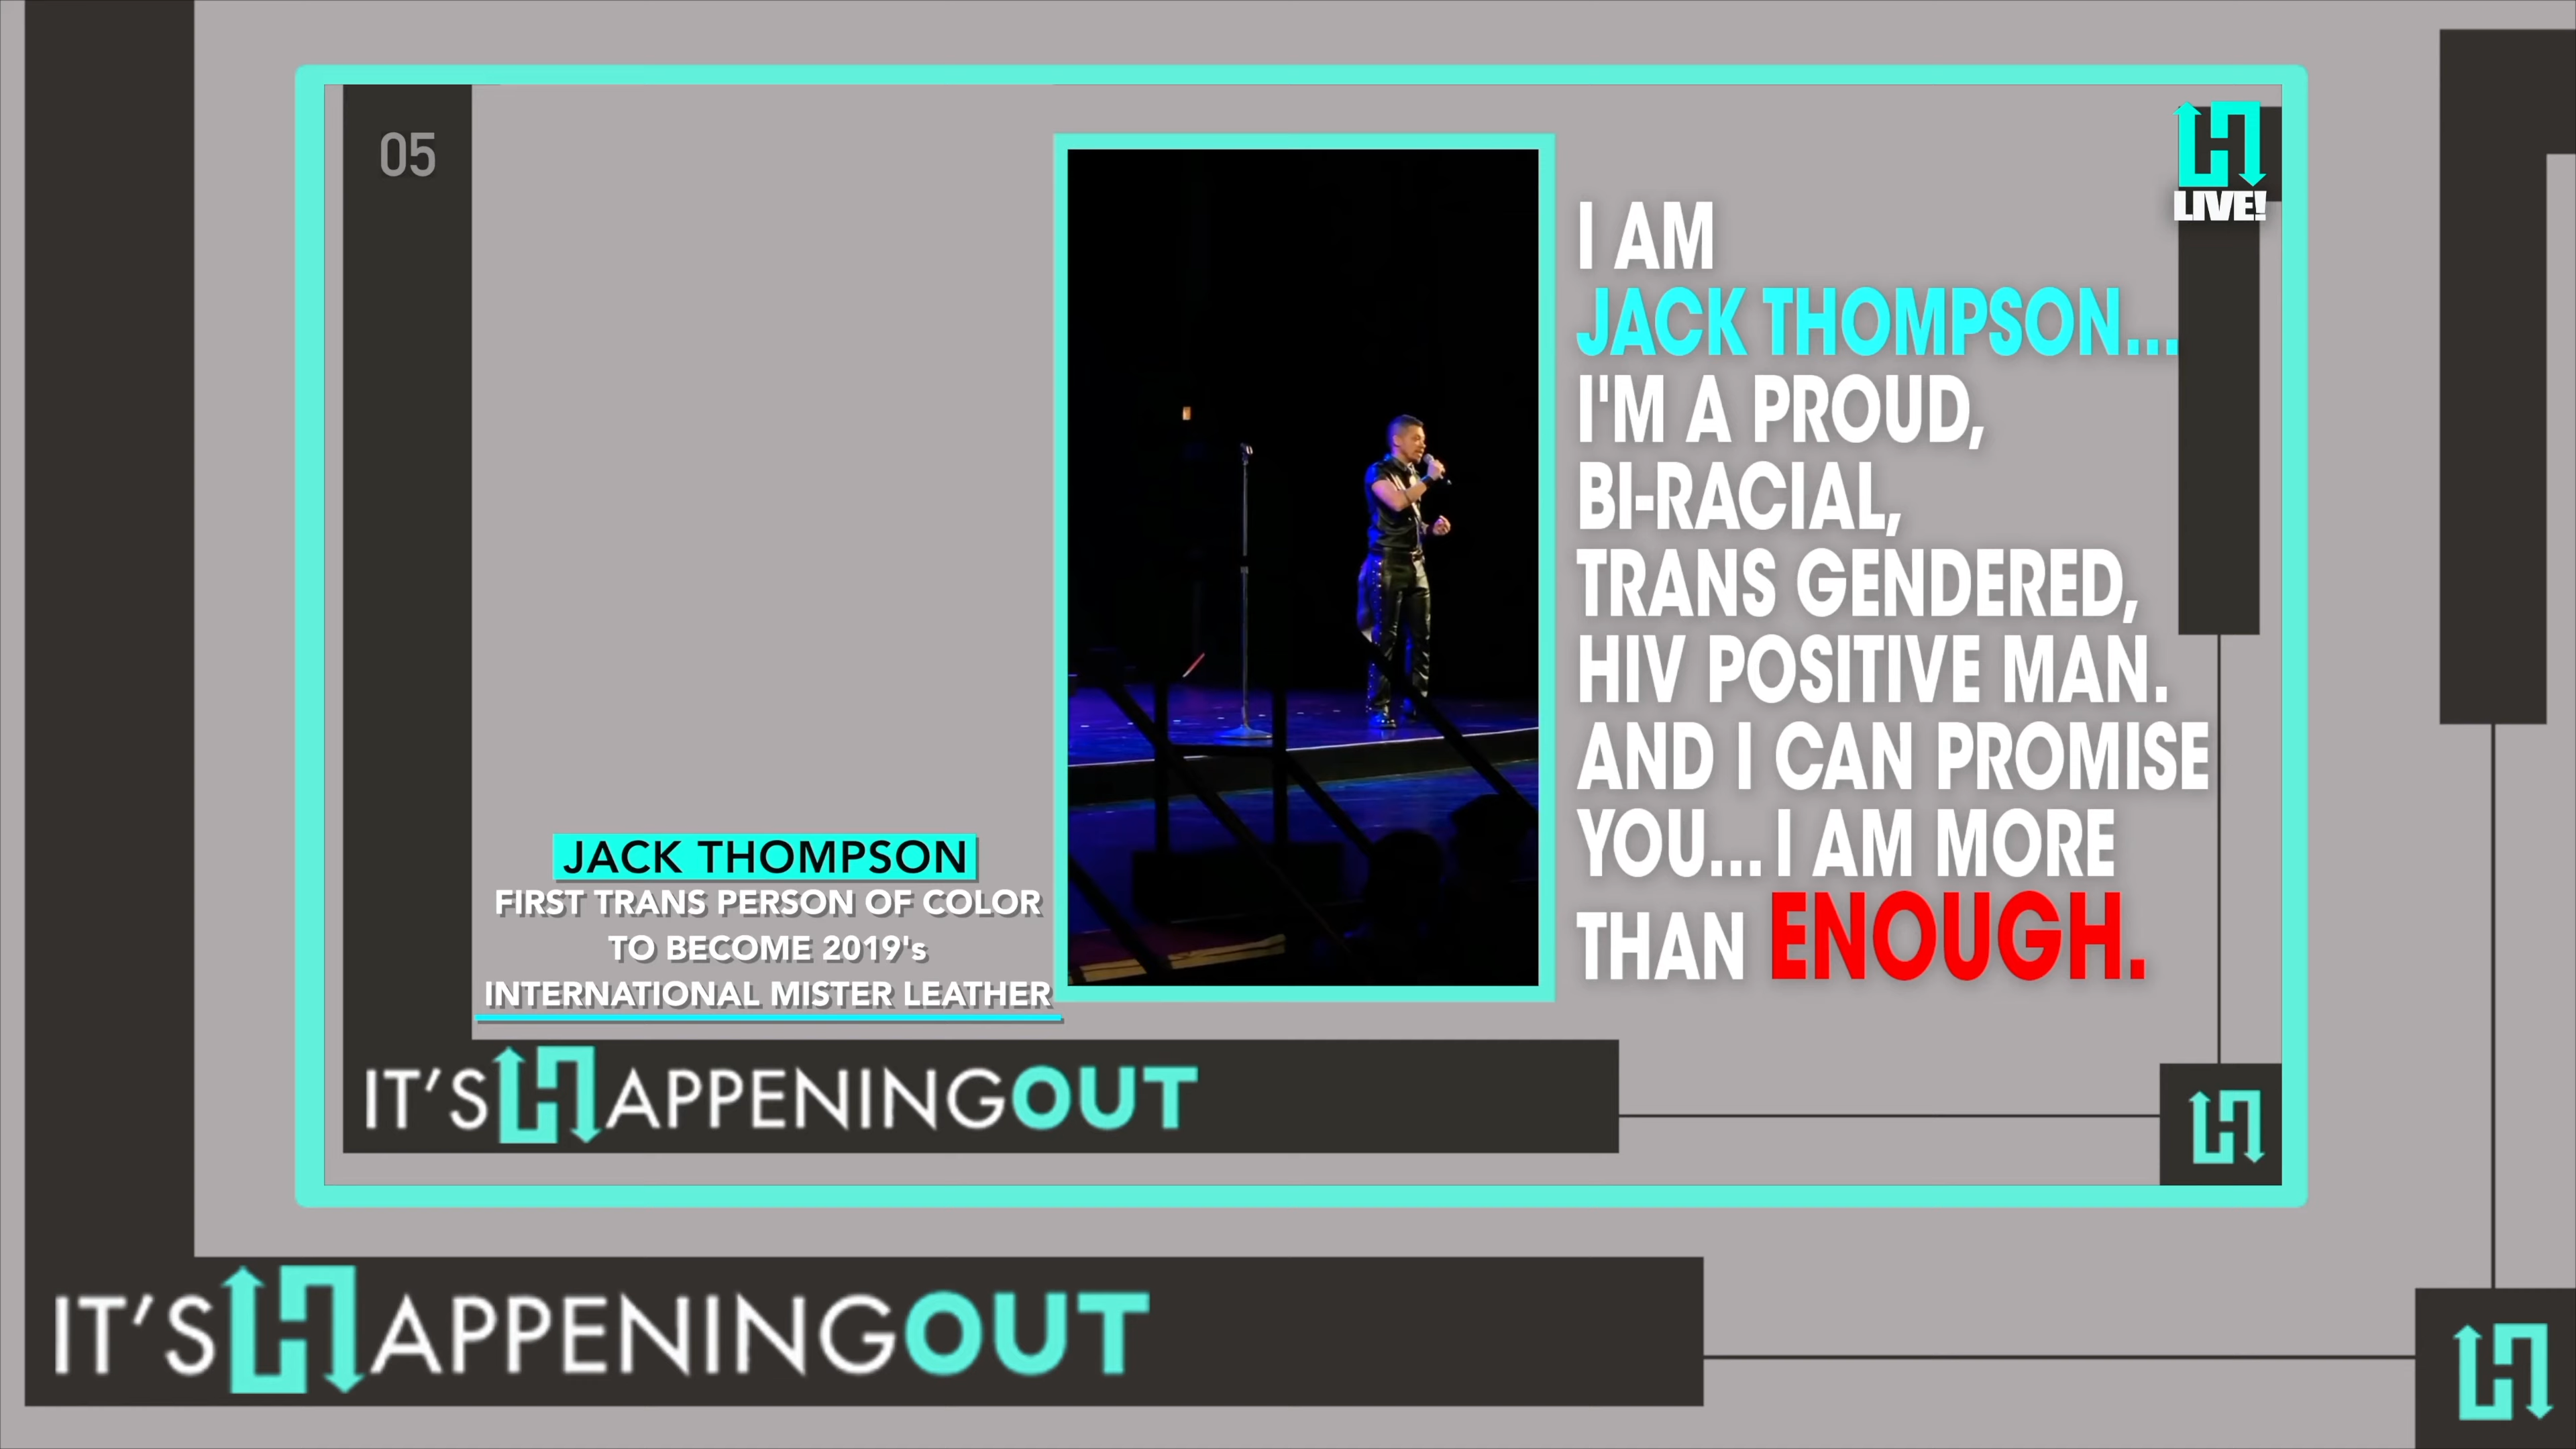 05
LIVE!
I AM
JACK THOMPSON...
I'M A PROUD,
BI-RACIAL,
TRANS GENDERED,
HIV POSITIVE MAN.
AND I CAN PROMISE
YOU... I AM MORE
THAN ENOUGH.
JACK THOMPSON
FIRST TRANS PERSON OF COLOR
TO BECOME 2019's
INTERNATIONAL MISTER LEATHER
IT'S HAPPENINGOUT
H
IT'S HAPPENINGOUT
H